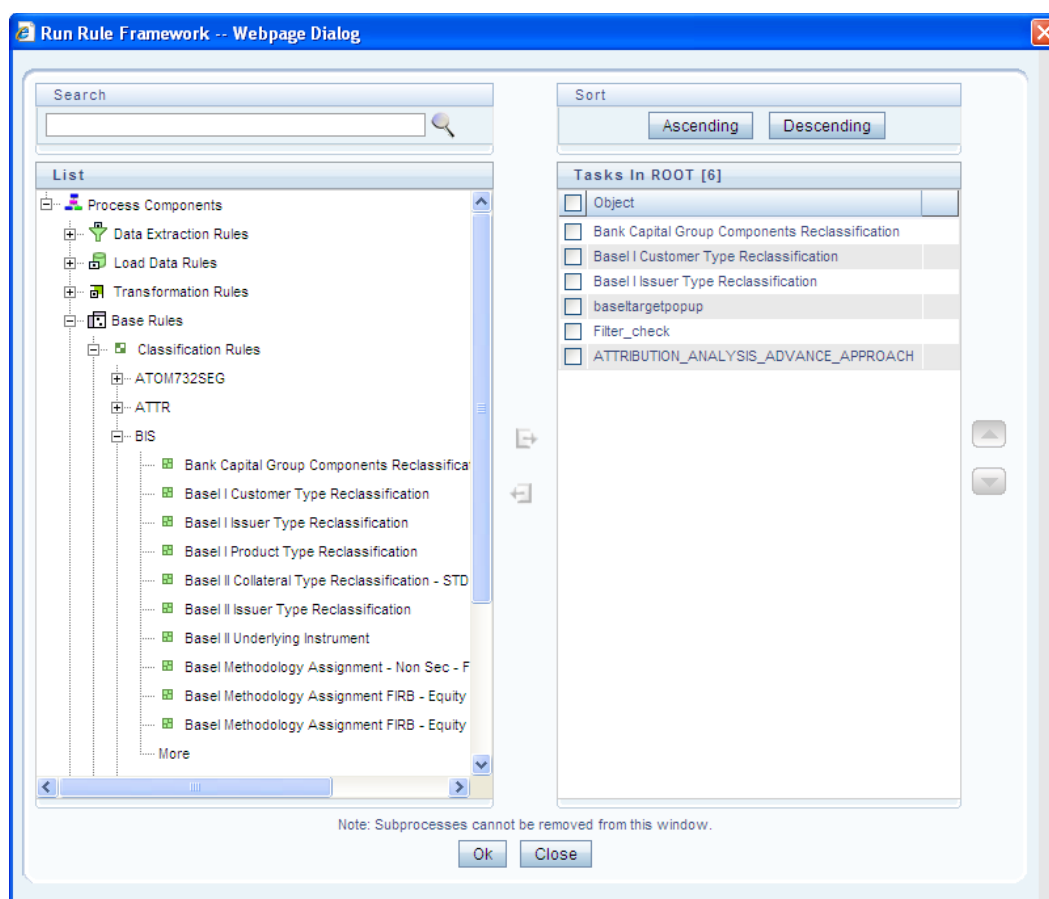 Run Rule Framework -- Webpage Dialog
Search
Sort
Ascending Descending
List
Process Components
Data Extraction Rules
Load Data Rules
Transformation Rules
Base Rules
Classification Rules
ATOM732SEG
ATTR
BIS
Bank Capital Group Components Reclassifica
Basel I Customer Type Reclassification
Basel I Issuer Type Reclassification
Basel I Product Type Reclassification
Basel II Collateral Type Reclassification - STD
Basel II Issuer Type Reclassification
Basel II Underlying Instrument
Basel Methodology Assignment - Non Sec - F
Basel Methodology Assignment FIRB - Equity
Basel Methodology Assignment FIRB - Equity
More
Tasks In ROOT [6]
Object
Bank Capital Group Components Reclassification
Basel I Customer Type Reclassification
Basel I Issuer Type Reclassification
baseltargetpopup
Filter_check
ATTRIBUTION_ANALYSIS_ADVANCE_APPROACH
Note: Subprocesses cannot be removed from this window.
Ok Close